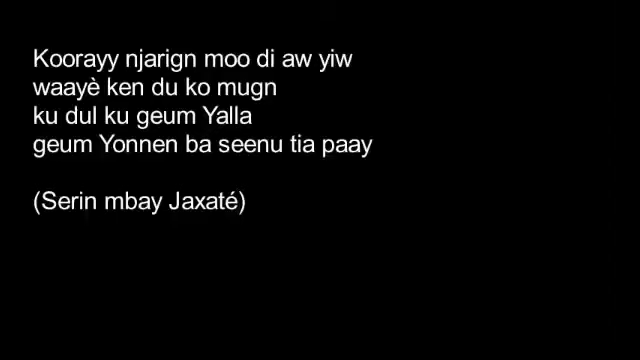 Koorayy njarign moo di aw yiw
waayè ken du ko mugn
ku dul ku geum Yalla
geum Yonnen ba seenu tia paay
(Serin mbay Jaxaté)